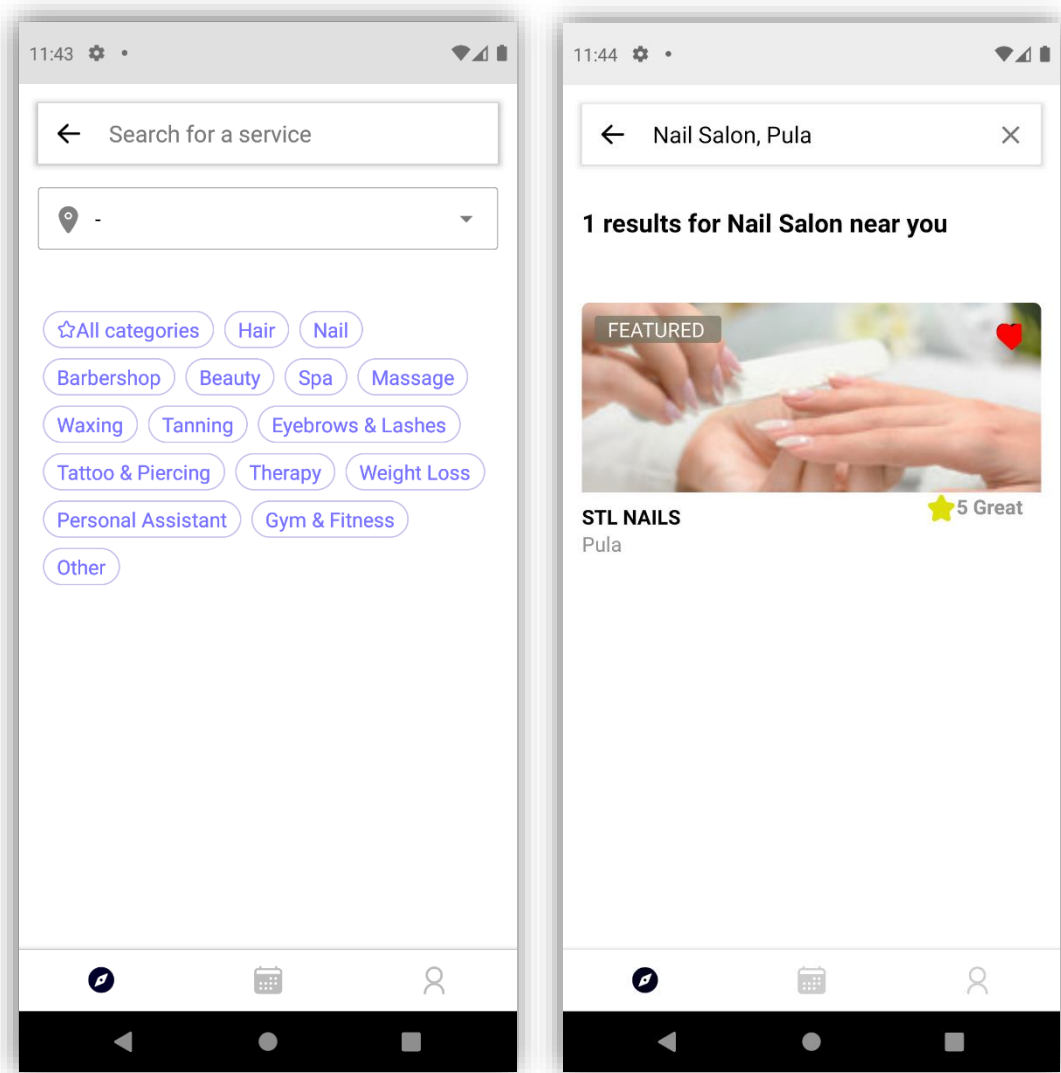 11:43
Search for a service
-
All categories Hair Nail
Barbershop Beauty Spa Massage
Waxing Tanning Eyebrows & Lashes
Tattoo & Piercing Therapy Weight Loss
Personal Assistant Gym & Fitness
Other
11:44
Nail Salon, Pula
1 results for Nail Salon near you
FEATURED
STL NAILS 5 Great
Pula